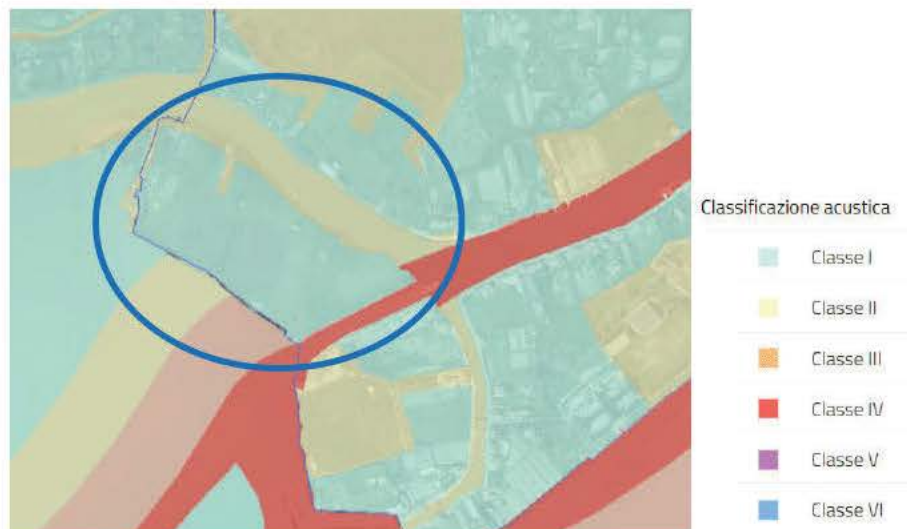 Classificazione acustica
Classe I
Classe II
Classe III
Classe IV
Classe V
Classe VI